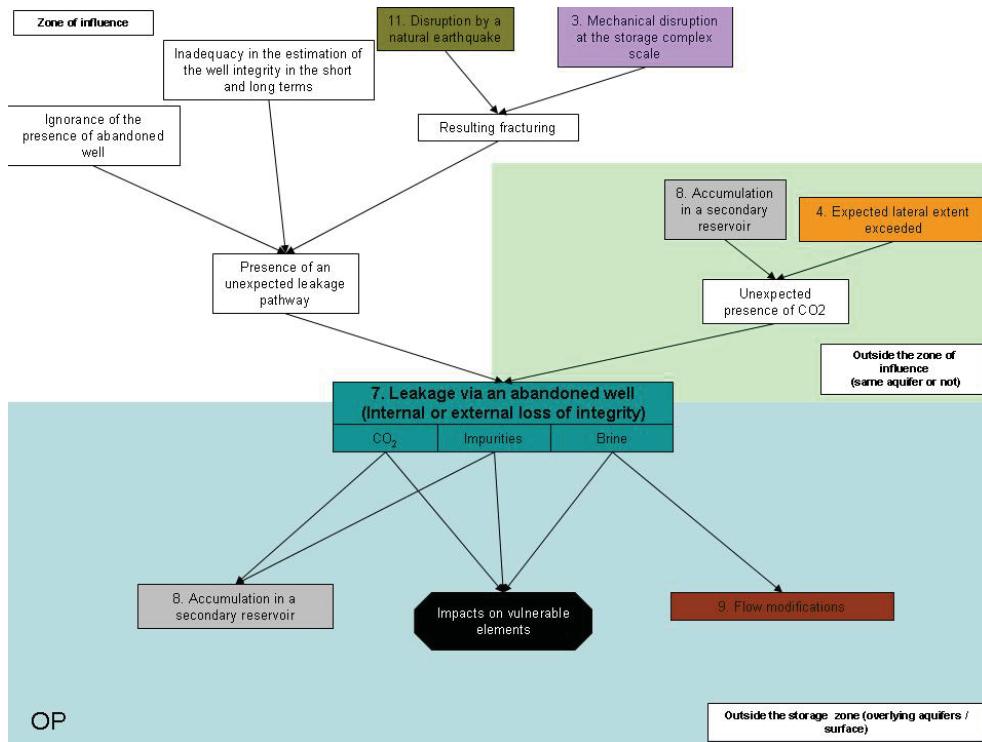 Zone of influence
11. Disruption by a
natural earthquake
3. Mechanical disruption
at the storage complex
scale
Inadequacy in the estimation of
the well integrity in the short
and long terms
Ignorance of the
presence of abandoned
well
Resulting fracturing
8. Accumulation
in a secondary
reservoir
4. Expected lateral extent
exceeded
Presence of an
unexpected leakage
pathway
Unexpected
presence of CO2
Outside the zone of
influence
(same aquifer or not)
7. Leakage via an abandoned well
(Internal or external loss of integrity)
CO₂
Impurities
Brine
8. Accumulation in a
secondary reservoir
Impacts on vulnerable
elements
9. Flow modifications
OP
Outside the storage zone (overlying aquifers /
surface)